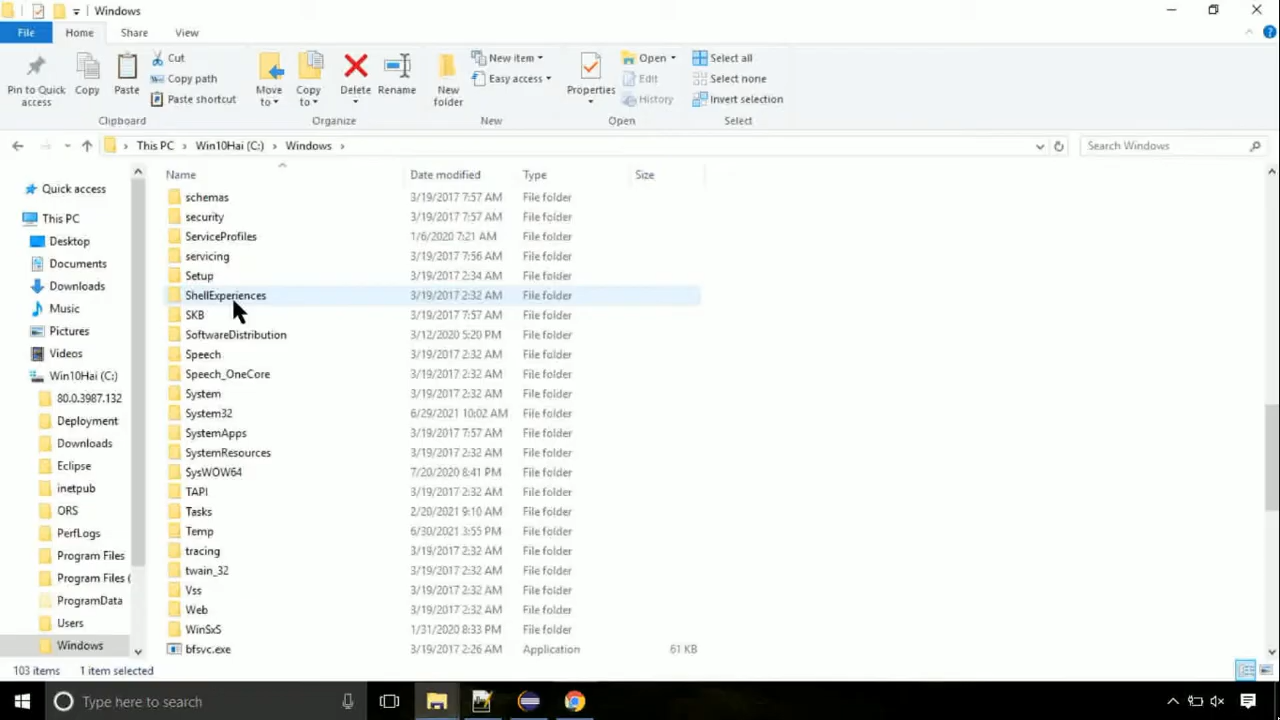 Windows
File Home Share View
Pin to Quick access
Copy
Paste
Cut
Copy path
Paste shortcut
Clipboard
Move to
Copy to
Delete
Rename
Organize
New folder
New item
Easy access
New
Properties
Open
Edit
History
Open
Select all
Select none
Invert selection
Select
This PC Win10Hai (C:) Windows
Search Windows
Quick access
This PC
Desktop
Documents
Downloads
Music
Pictures
Videos
Win10Hai (C:)
80.0.3987.132
Deployment
Downloads
Eclipse
inetpub
ORS
PerfLogs
Program Files
Program Files (
ProgramData
Users
Windows
Name Date modified Type Size
schemas 3/19/2017 7:57 AM File folder
security 3/19/2017 7:57 AM File folder
ServiceProfiles 1/6/2020 7:21 AM File folder
servicing 3/19/2017 7:56 AM File folder
Setup 3/19/2017 2:34 AM File folder
ShellExperiences 3/19/2017 2:32 AM File folder
SKB 3/19/2017 7:57 AM File folder
SoftwareDistribution 3/12/2020 5:20 PM File folder
Speech 3/19/2017 2:32 AM File folder
Speech_OneCore 3/19/2017 2:32 AM File folder
System 3/19/2017 2:32 AM File folder
System32 6/29/2021 10:02 AM File folder
SystemApps 3/19/2017 7:57 AM File folder
SystemResources 3/19/2017 2:32 AM File folder
SysWOW64 7/20/2020 8:41 PM File folder
TAPI 3/19/2017 2:32 AM File folder
Tasks 2/20/2021 9:10 AM File folder
Temp 6/30/2021 3:55 PM File folder
tracing 3/19/2017 2:32 AM File folder
twain_32 3/19/2017 2:32 AM File folder
Vss 3/19/2017 2:32 AM File folder
Web 3/19/2017 2:32 AM File folder
WinSxS 1/31/2020 8:33 PM File folder
bfsvc.exe 3/19/2017 2:26 AM Application 61 KB
103 items 1 item selected
Type here to search